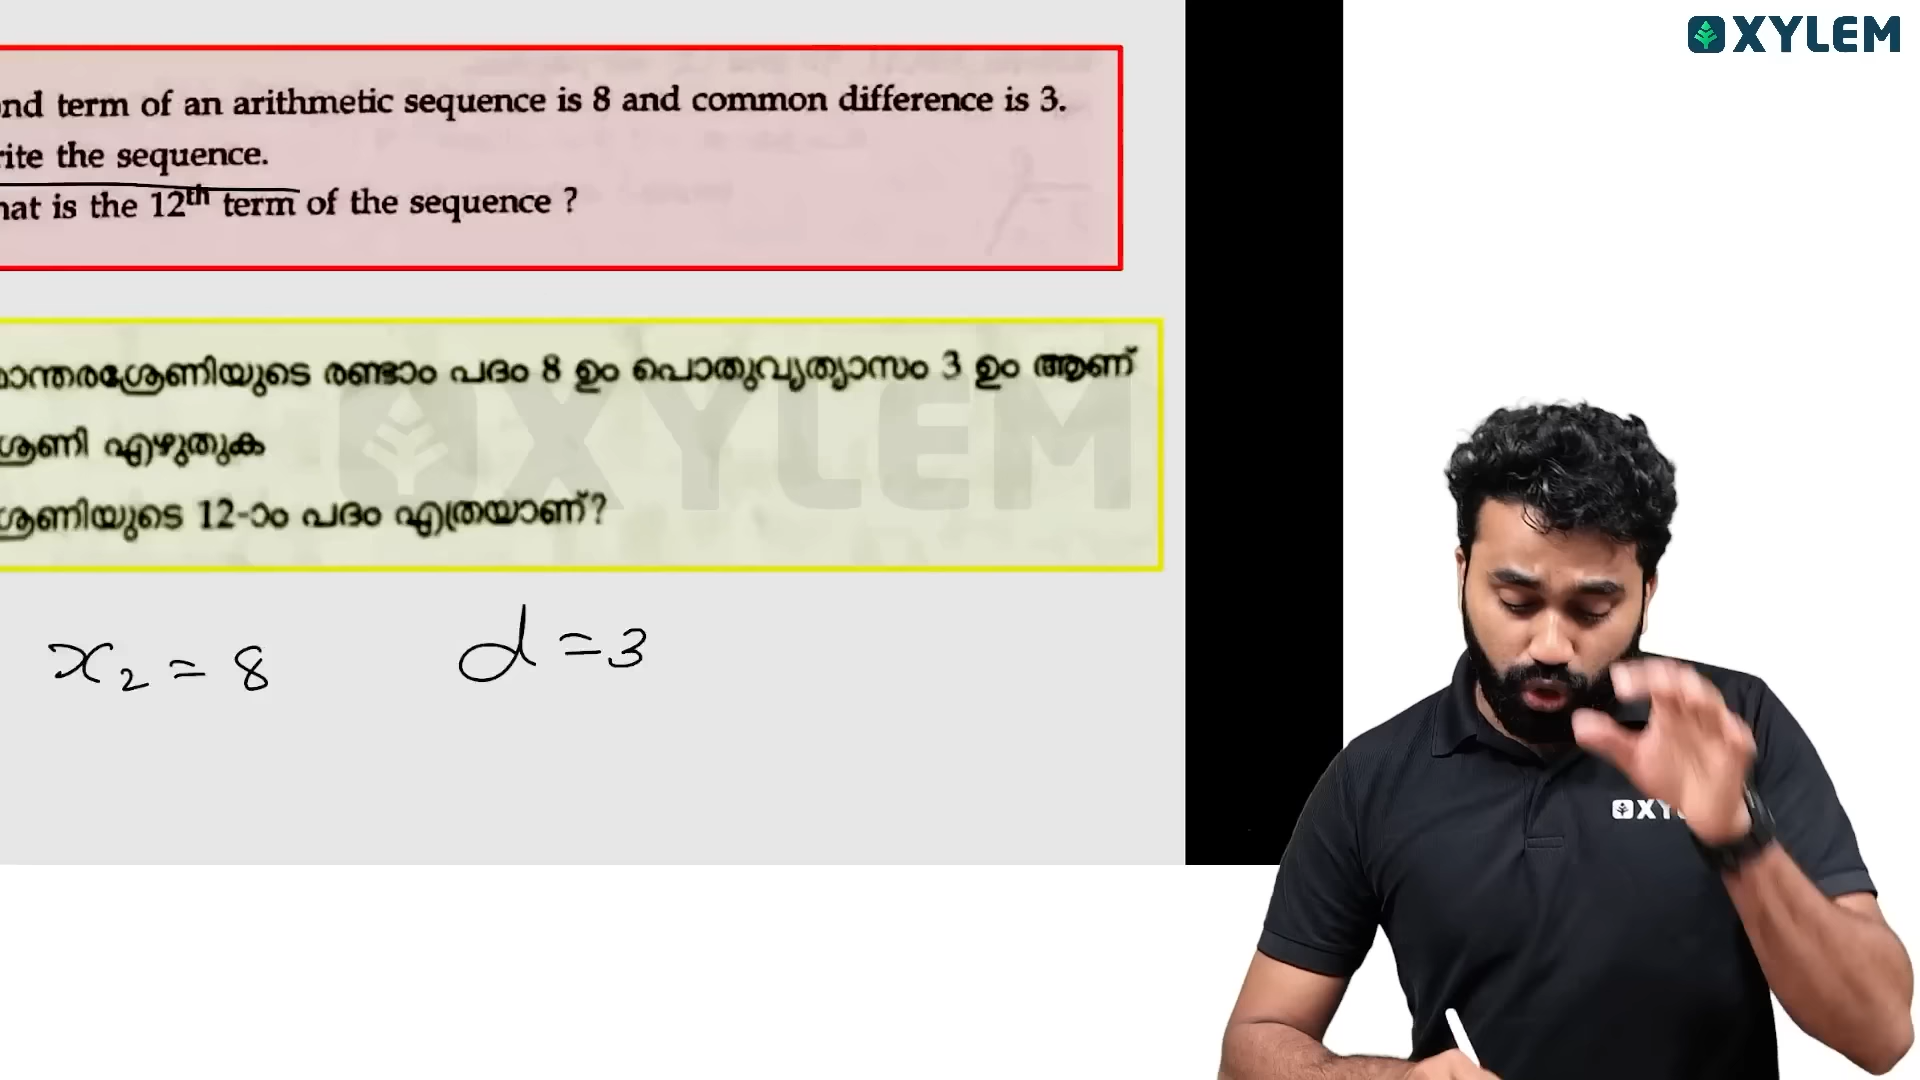 XYLEM
nd term of an arithmetic sequence is 8 and common difference is 3.
rite the sequence.
hat is the 12th term of the sequence ?
മാന്തരശ്രേണിയുടെ രണ്ടാം പദം 8 ഉം പൊതുവ്യത്യാസം 3 ഉം ആണ്
ശ്രേണി എഴുതുക
ശ്രേണിയുടെ 12-ാം പദം എത്രയാണ്?
XYLEM
x₂ = 8
d = 3